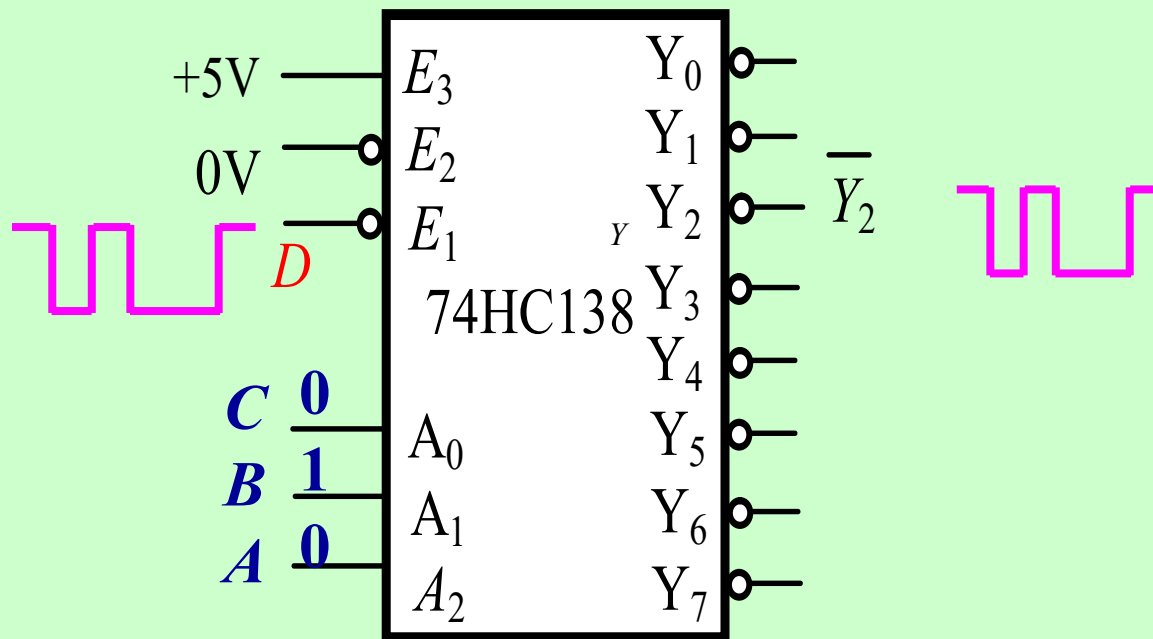 +5V E₃ Y₀
0V E₂ Y₁
D E₁ Y Y₂ Y̅₂
74HC138 Y₃
Y₄
C 0 A₀ Y₅
B 1 A₁ Y₆
A 0 A₂ Y₇